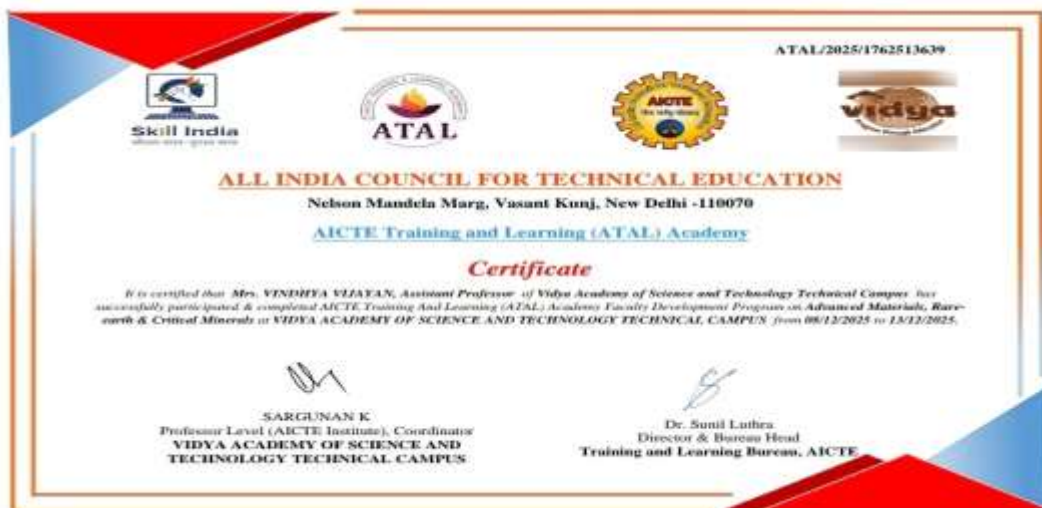 ATAL/2025/1762513639
Skill India
ATAL
AICTE
vidya
ALL INDIA COUNCIL FOR TECHNICAL EDUCATION
Nelson Mandela Marg, Vasant Kunj, New Delhi -110070
AICTE Training and Learning (ATAL) Academy
Certificate
It is certified that Mrs. VINDHYA VIJAYAN, Assistant Professor of Vidya Academy of Science and Technology Technical Campus has
successfully participated & completed AICTE Training And Learning (ATAL) Academy Faculty Development Program on Advanced Materials, Rare-
earth & Critical Minerals at VIDYA ACADEMY OF SCIENCE AND TECHNOLOGY TECHNICAL CAMPUS from 08/12/2025 to 13/12/2025.
SARGUNAN K
Professor Level (AICTE Institute), Coordinator
VIDYA ACADEMY OF SCIENCE AND
TECHNOLOGY TECHNICAL CAMPUS
Dr. Sunil Luthra
Director & Bureau Head
Training and Learning Bureau, AICTE